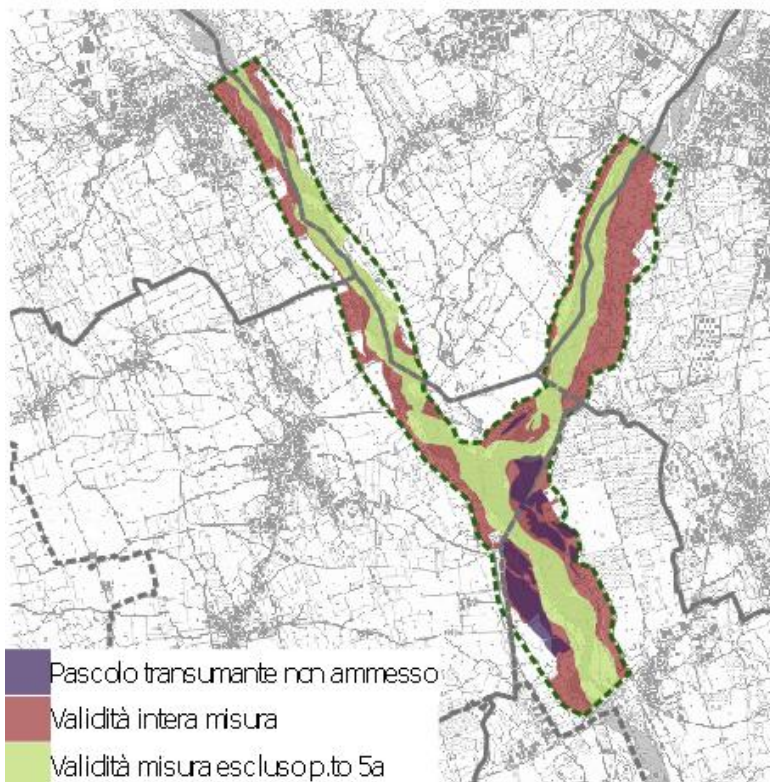 Pascolo transumante non ammesso
Validità intera misura
Validità misura escluso p.to 5a